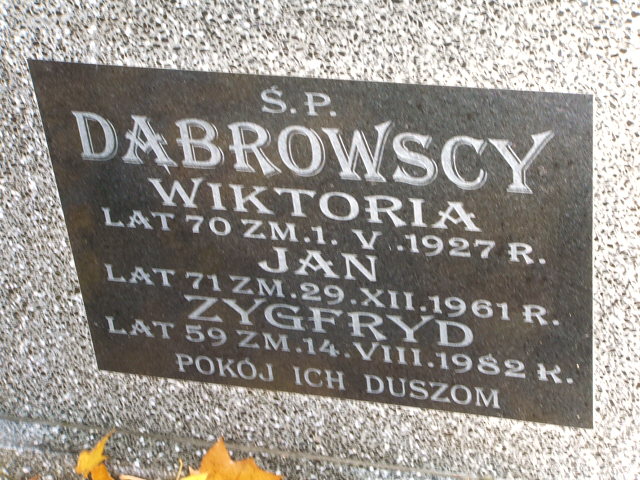 Ś.P.
DĄBROWSCY
WIKTORIA
LAT 70 ZM.1. V .1927 R.
JAN
LAT 71 ZM.29.XII.1961 R.
ZYGFRYD
LAT 59 ZM.14.VIII.1982 R.
POKÓJ ICH DUSZOM